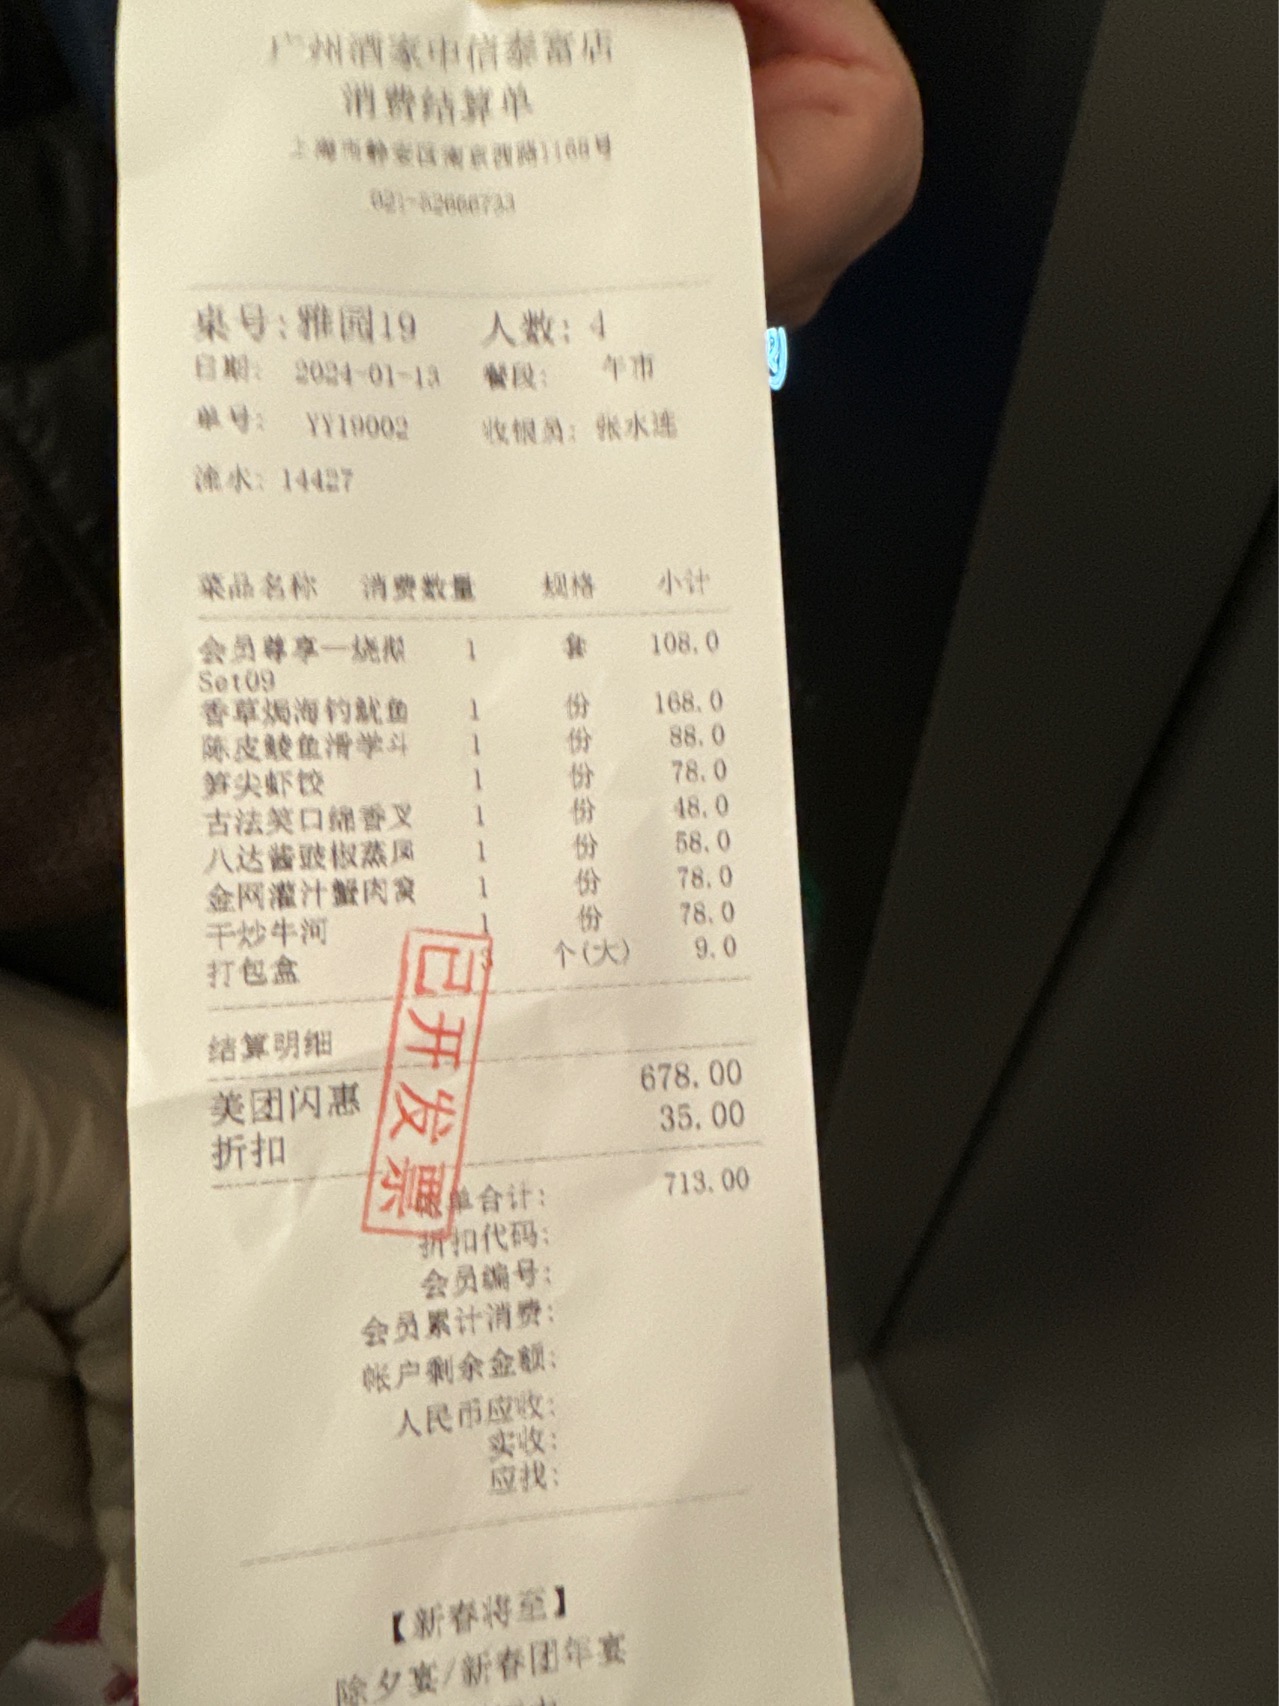 广州酒家中信泰富店
消费结算单
上海市静安区南京西路1168号
021-52666733
桌号:雅园19 人数: 4
日期: 2024-01-13 餐段: 午市
单号: YY19002 收银员: 张水连
流水: 14427
菜品名称 消费数量 规格 小计
会员尊享一烧 1 套 108.0
Set09
香草焗海钓鱿鱼 1 份 168.0
陈皮鲮鱼滑学斗 1 份 88.0
笋尖虾饺 1 份 78.0
古法笑口绵香叉 1 份 48.0
八达酱豉椒蒸凤 1 份 58.0
金网灌汁蟹肉窝 1 份 78.0
干炒牛河 1 份 78.0
打包盒 3 个(大) 9.0
已开发票
结算明细
美团闪惠 678.00
折扣 35.00
单合计: 713.00
折扣代码:
会员编号:
会员累计消费:
帐户剩余金额:
人民币应收:
实收:
应找:
【新春将至】
除夕宴/新春团年宴